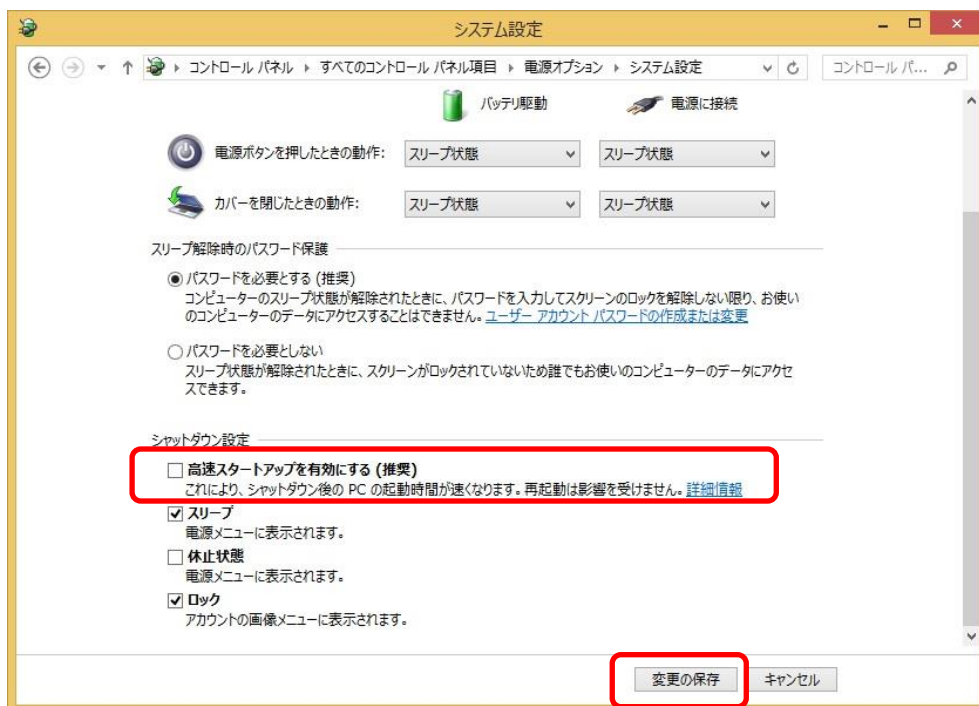 システム設定
コントロール パネル ▸ すべてのコントロール パネル項目 ▸ 電源オプション ▸ システム設定
コントロール パ...
バッテリ駆動 電源に接続
電源ボタンを押したときの動作: スリープ状態 スリープ状態
カバーを閉じたときの動作: スリープ状態 スリープ状態
スリープ解除時のパスワード保護
パスワードを必要とする (推奨)
コンピューターのスリープ状態が解除されたときに、パスワードを入力してスクリーンのロックを解除しない限り、お使い
のコンピューターのデータにアクセスすることはできません。ユーザー アカウント パスワードの作成または変更
パスワードを必要としない
スリープ状態が解除されたときに、スクリーンがロックされていないため誰でもお使いのコンピューターのデータにアクセ
スできます。
シャットダウン設定
高速スタートアップを有効にする (推奨)
これにより、シャットダウン後の PC の起動時間が速くなります。再起動は影響を受けません。詳細情報
スリープ
電源メニューに表示されます。
休止状態
電源メニューに表示されます。
ロック
アカウントの画像メニューに表示されます。
変更の保存 キャンセル